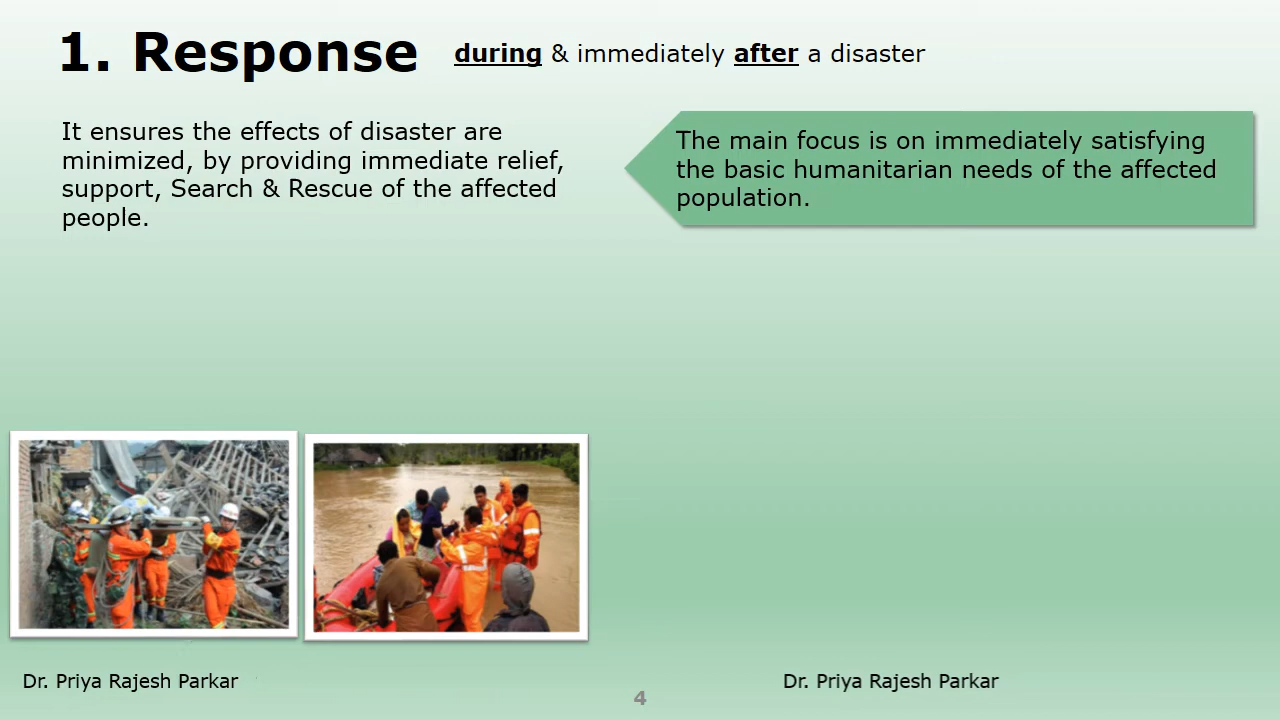 1. Response during & immediately after a disaster
It ensures the effects of disaster are
minimized, by providing immediate relief,
support, Search & Rescue of the affected
people.
The main focus is on immediately satisfying
the basic humanitarian needs of the affected
population.
Dr. Priya Rajesh Parkar
4
Dr. Priya Rajesh Parkar